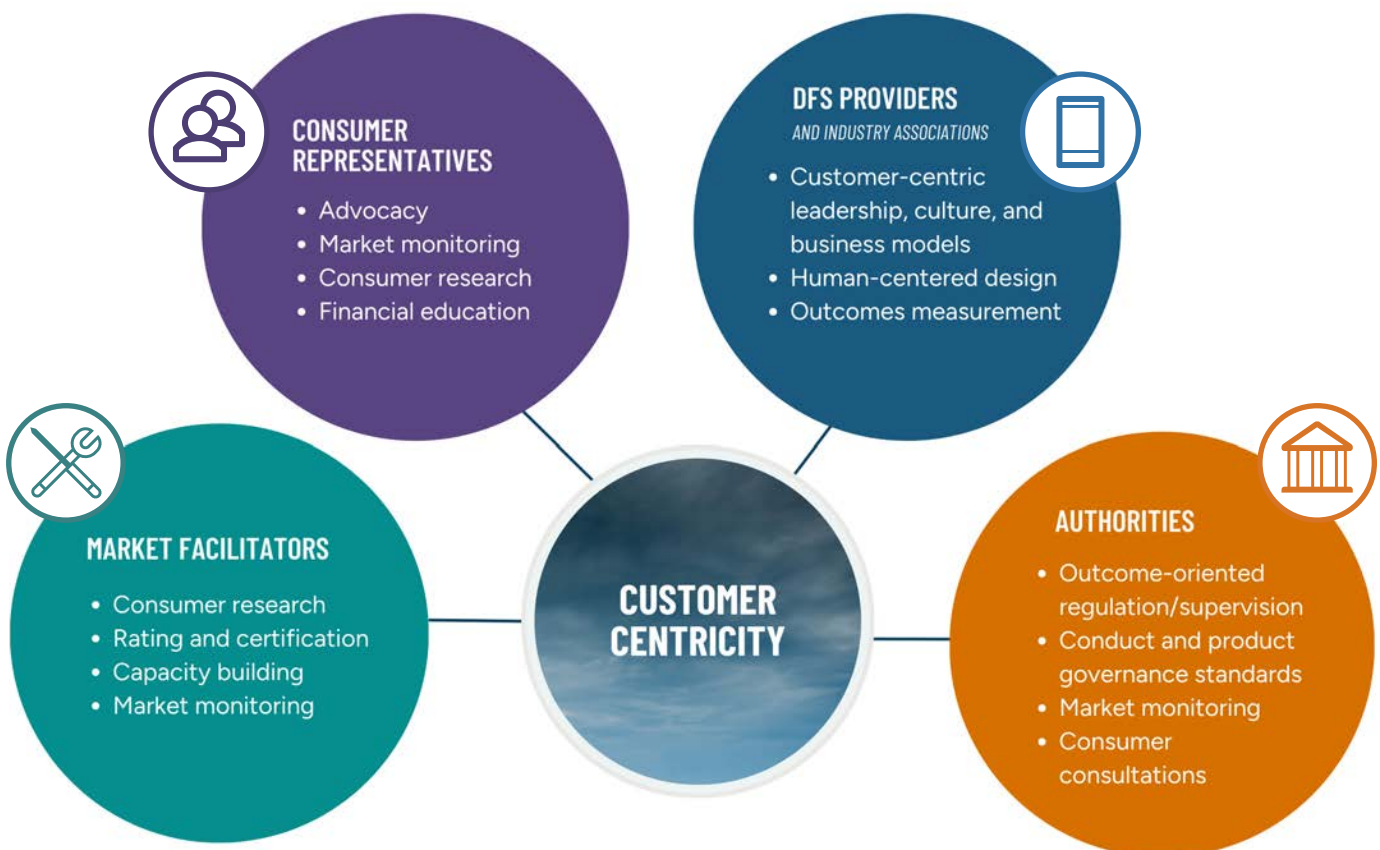 CONSUMER
REPRESENTATIVES
• Advocacy
• Market monitoring
• Consumer research
• Financial education
DFS PROVIDERS
AND INDUSTRY ASSOCIATIONS
• Customer-centric
leadership, culture, and
business models
• Human-centered design
• Outcomes measurement
MARKET FACILITATORS
• Consumer research
• Rating and certification
• Capacity building
• Market monitoring
CUSTOMER
CENTRICITY
AUTHORITIES
• Outcome-oriented
regulation/supervision
• Conduct and product
governance standards
• Market monitoring
• Consumer
consultations